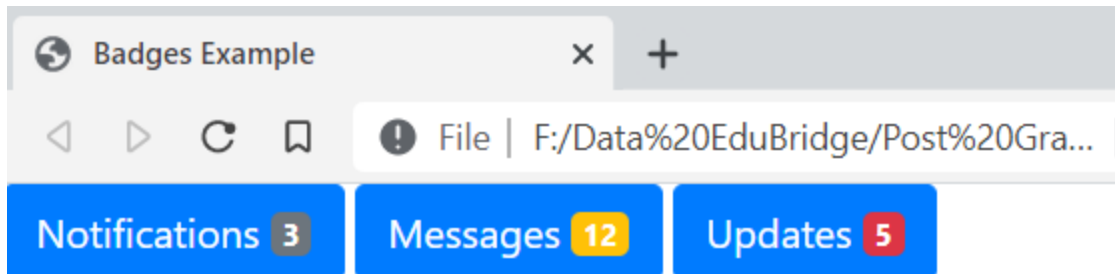 Badges Example
File | F:/Data%20EduBridge/Post%20Gra...
Notifications 3 Messages 12 Updates 5